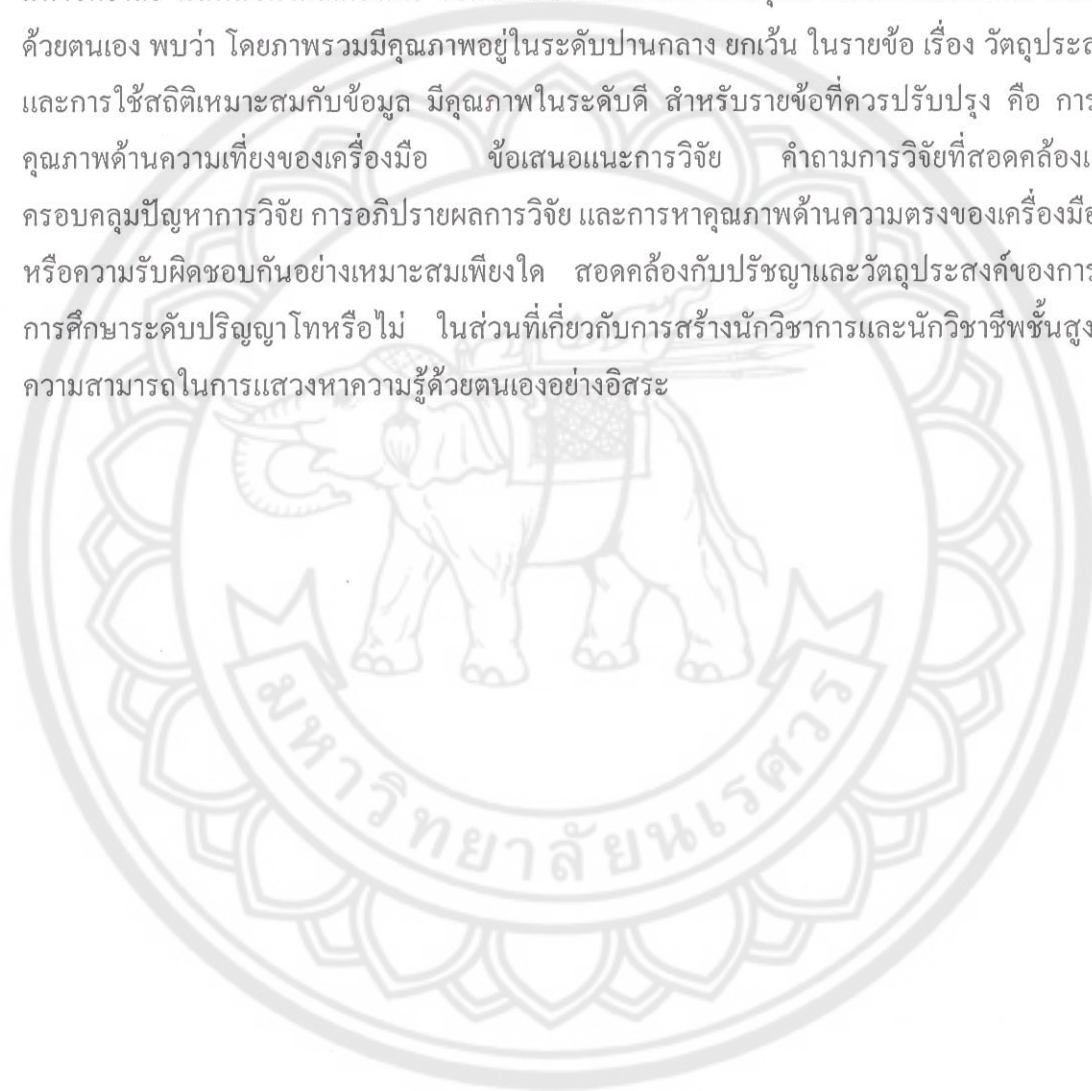 ด้วยตนเอง พบว่า โดยภาพรวมมีคุณภาพอยู่ในระดับปานกลาง ยกเว้น ในรายข้อ เรื่อง วัตถุประส
และการใช้สถิติเหมาะสมกับข้อมูล มีคุณภาพในระดับดี สำหรับรายข้อที่ควรปรับปรุง คือ การ
คุณภาพด้านความเที่ยงของเครื่องมือ ข้อเสนอแนะการวิจัย คำถามการวิจัยที่สอดคล้อง
ครอบคลุมปัญหาการวิจัย การอภิปรายผลการวิจัย และการหาคุณภาพด้านความตรงของเครื่องมือ
หรือความรับผิดชอบกันอย่างเหมาะสมเพียงใด สอดคล้องกับปรัชญาและวัตถุประสงค์ของการ
การศึกษาระดับปริญญาโทหรือไม่ ในส่วนที่เกี่ยวกับการสร้างนักวิชาการและนักวิชาชีพชั้นสูง
ความสามารถในการแสวงหาความรู้ด้วยตนเองอย่างอิสระ
มหาวิทยาลัยนเรศวร